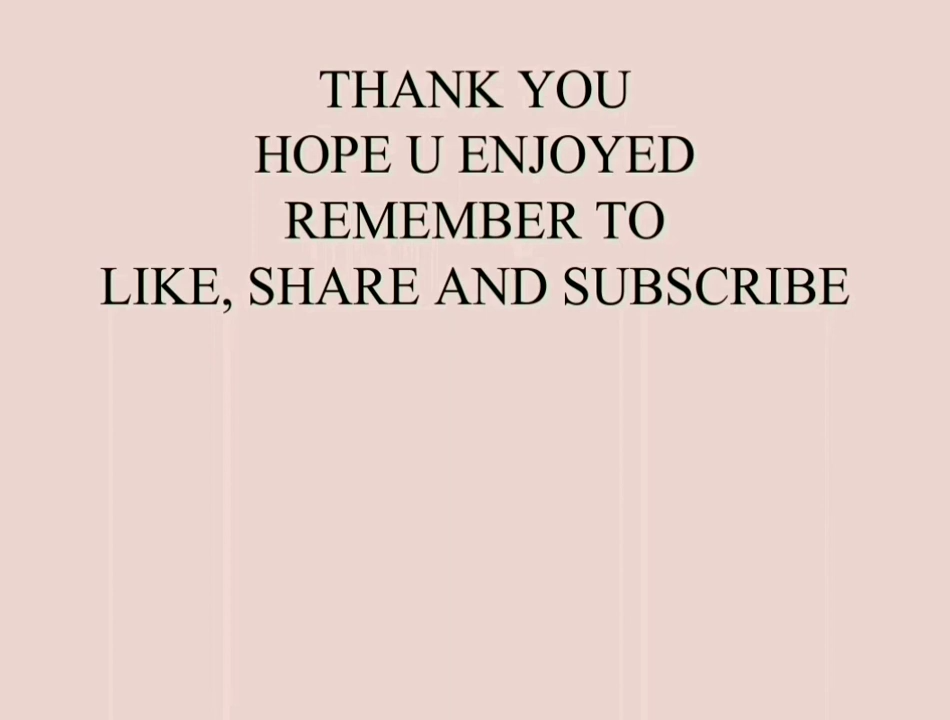 THANK YOU
HOPE U ENJOYED
REMEMBER TO
LIKE, SHARE AND SUBSCRIBE